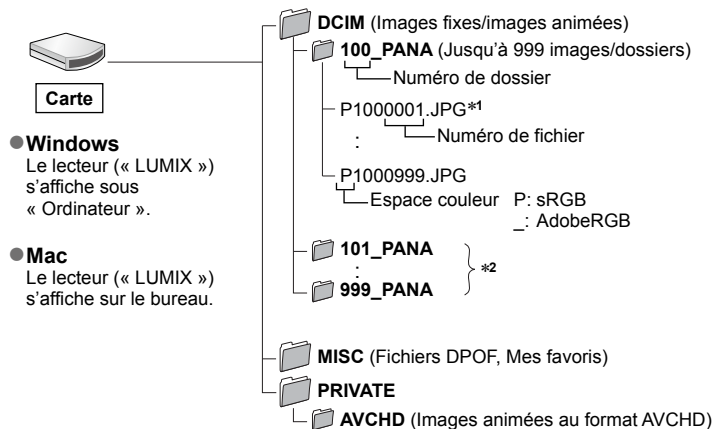 DCIM (Images fixes/images animées)
100_PANA (Jusqu'à 999 images/dossiers)
Numéro de dossier
Carte
P1000001.JPG*1
Numéro de fichier
:
●Windows
Le lecteur (« LUMIX »)
s'affiche sous
« Ordinateur ».
P1000999.JPG
Espace couleur P: sRGB
_: AdobeRGB
●Mac
Le lecteur (« LUMIX »)
s'affiche sur le bureau.
101_PANA
:
*2
999_PANA
MISC (Fichiers DPOF, Mes favoris)
PRIVATE
AVCHD (Images animées au format AVCHD)